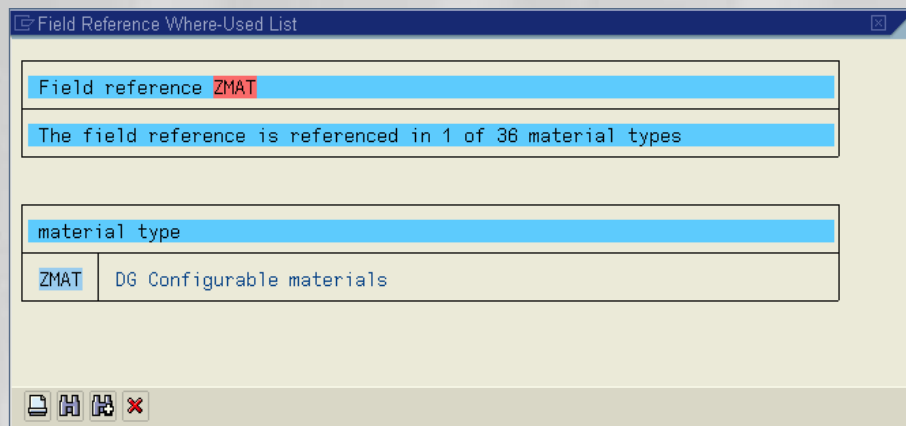 Field Reference Where-Used List
Field reference ZMAT
The field reference is referenced in 1 of 36 material types
material type
ZMAT DG Configurable materials